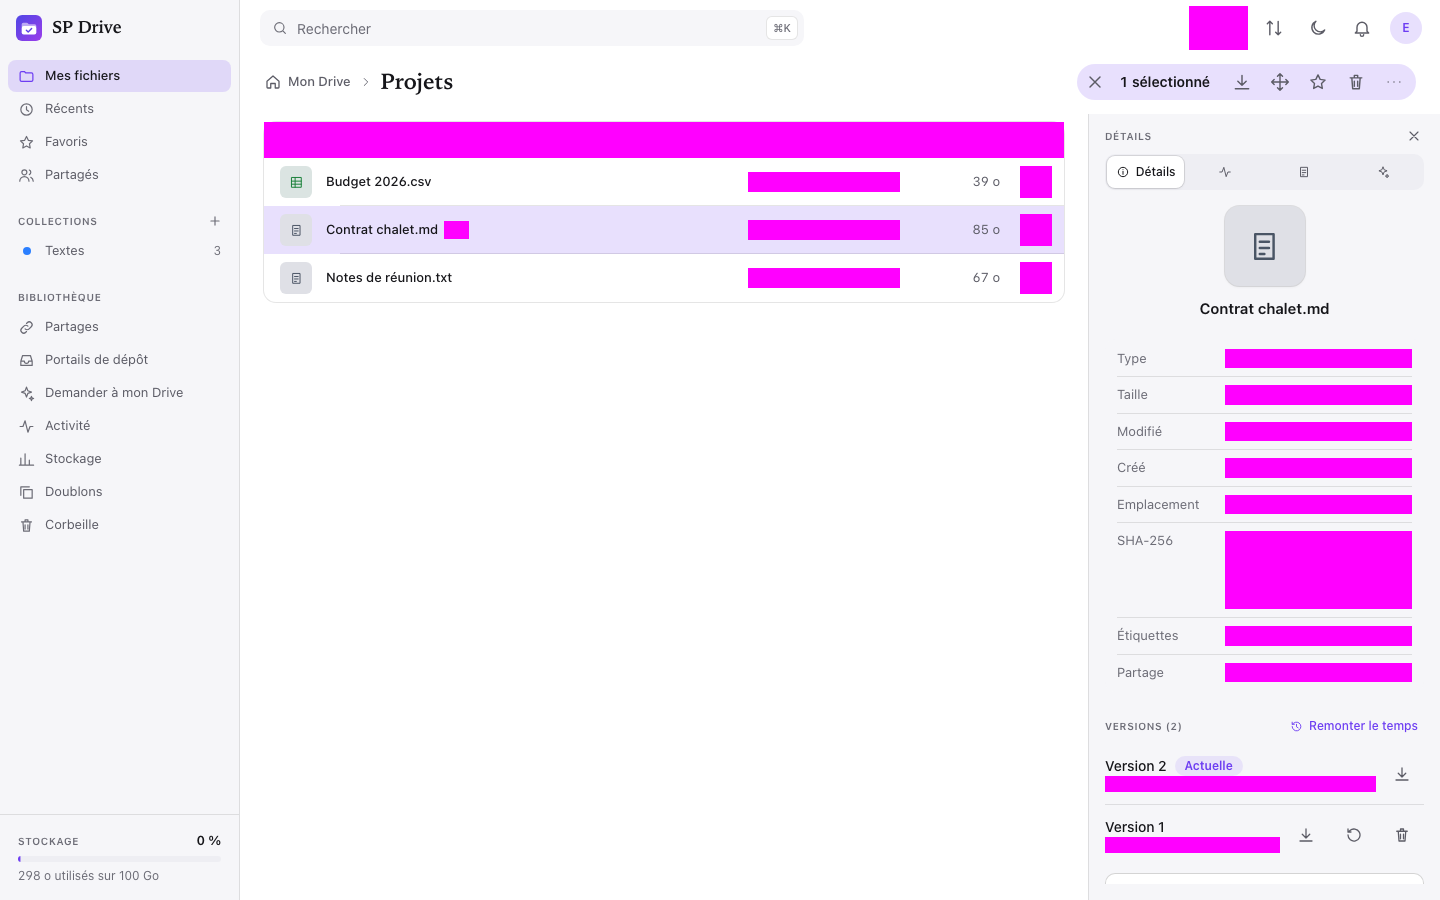 SP Drive
Rechercher
⌘K
E
Mes fichiers
Récents
Favoris
Partagés
COLLECTIONS
Textes 3
BIBLIOTHÈQUE
Partages
Portails de dépôt
Demander à mon Drive
Activité
Stockage
Doublons
Corbeille
STOCKAGE 0 %
298 o utilisés sur 100 Go
Mon Drive
Projets
1 sélectionné
Budget 2026.csv 39 o
Contrat chalet.md 85 o
Notes de réunion.txt 67 o
DÉTAILS
Détails
Contrat chalet.md
Type
Taille
Modifié
Créé
Emplacement
SHA-256
Étiquettes
Partage
VERSIONS (2) Remonter le temps
Version 2 Actuelle
Version 1